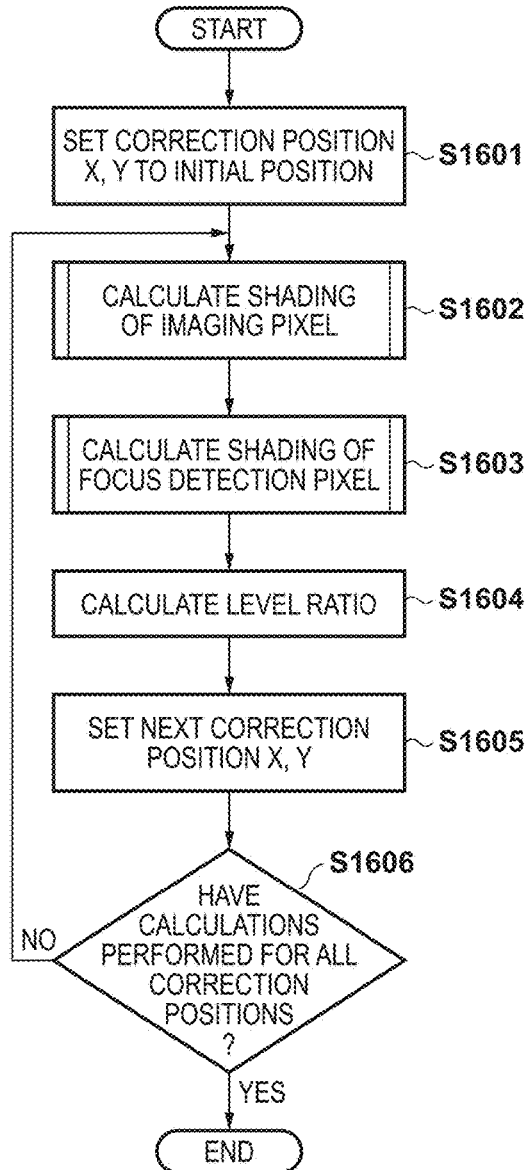 START
SET CORRECTION POSITION
X, Y TO INITIAL POSITION
S1601
CALCULATE SHADING
OF IMAGING PIXEL
S1602
CALCULATE SHADING OF
FOCUS DETECTION PIXEL
S1603
CALCULATE LEVEL RATIO
S1604
SET NEXT CORRECTION
POSITION X, Y
S1605
S1606
HAVE
CALCULATIONS
PERFORMED FOR ALL
CORRECTION
POSITIONS
?
NO
YES
END